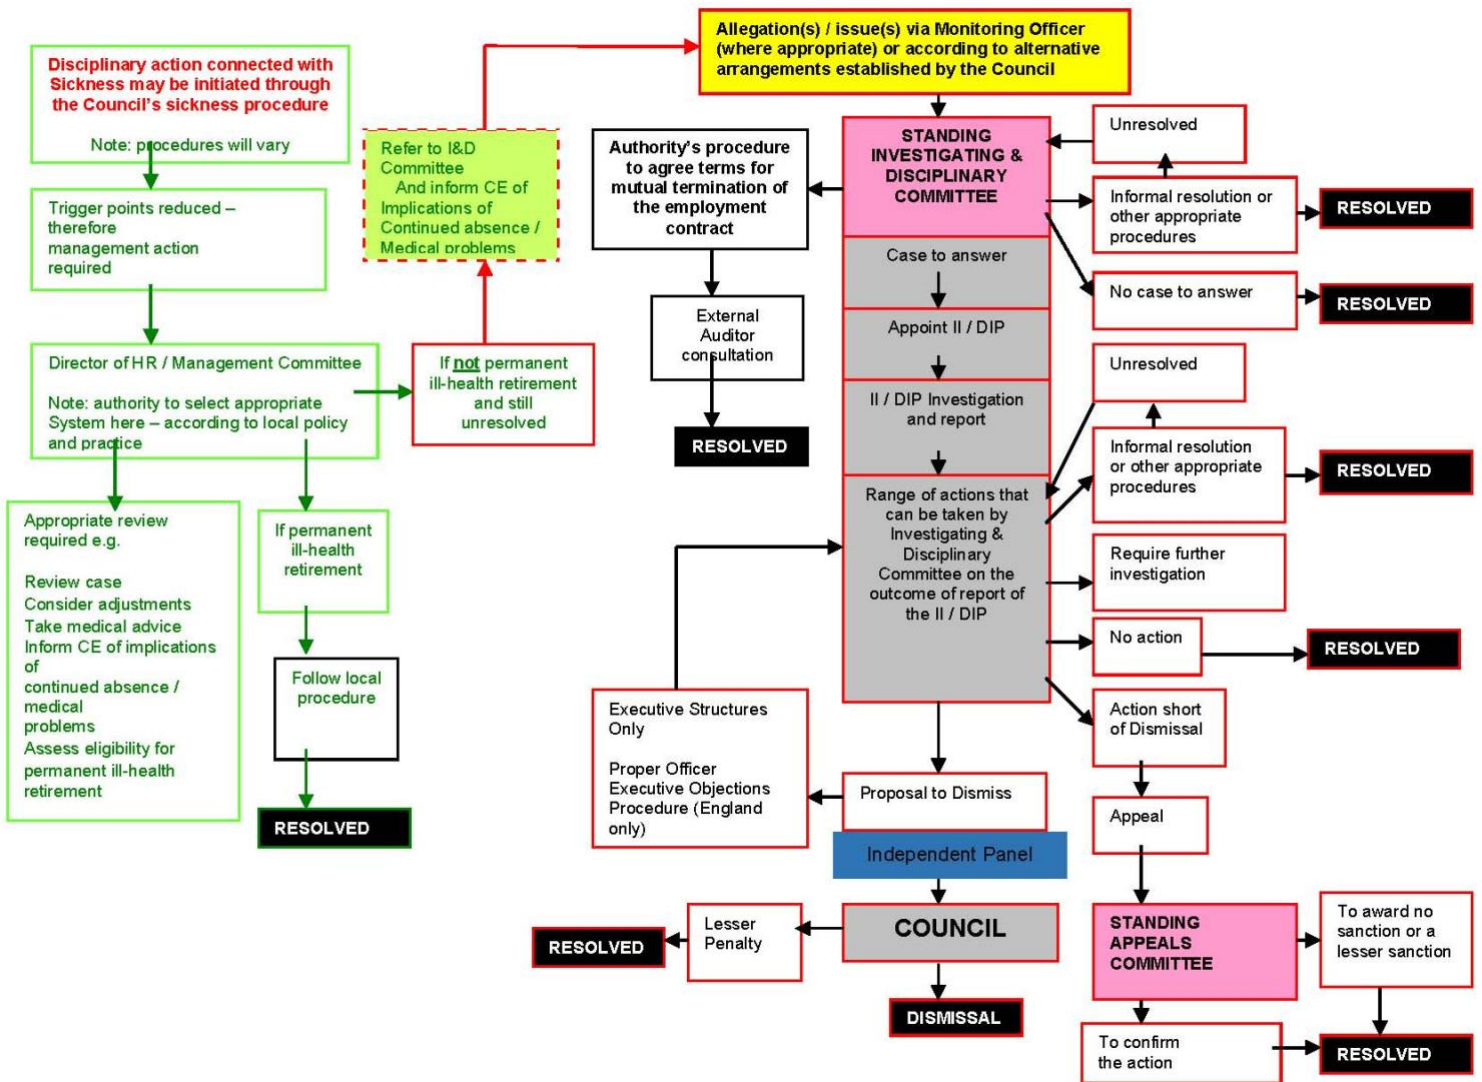 Allegation(s) / issue(s) via Monitoring Officer
(where appropriate) or according to alternative
arrangements established by the Council
Disciplinary action connected with
Sickness may be initiated through
the Council's sickness procedure
Note: procedures will vary
Trigger points reduced –
therefore
management action
required
Director of HR / Management Committee
Note: authority to select appropriate
System here – according to local policy
and practice
Appropriate review
required e.g.
Review case
Consider adjustments
Take medical advice
Inform CE of implications
of
continued absence /
medical
problems
Assess eligibility for
permanent ill-health
retirement
If permanent
ill-health
retirement
Follow local
procedure
RESOLVED
If not permanent
ill-health retirement
and still
unresolved
Refer to I&D
Committee
And inform CE of
Implications of
Continued absence /
Medical problems
Authority's procedure
to agree terms for
mutual termination of
the employment
contract
External
Auditor
consultation
RESOLVED
STANDING
INVESTIGATING &
DISCIPLINARY
COMMITTEE
Case to answer
Appoint II / DIP
II / DIP Investigation
and report
Range of actions that
can be taken by
Investigating &
Disciplinary
Committee on the
outcome of report of
the II / DIP
Unresolved
Informal resolution or
other appropriate
procedures
RESOLVED
No case to answer
RESOLVED
Unresolved
Informal resolution
or other appropriate
procedures
RESOLVED
Require further
investigation
No action
RESOLVED
Action short
of Dismissal
Appeal
STANDING
APPEALS
COMMITTEE
To award no
sanction or a
lesser sanction
To confirm
the action
RESOLVED
Executive Structures
Only
Proper Officer
Executive Objections
Procedure (England
only)
Proposal to Dismiss
Independent Panel
COUNCIL
Lesser
Penalty
RESOLVED
DISMISSAL